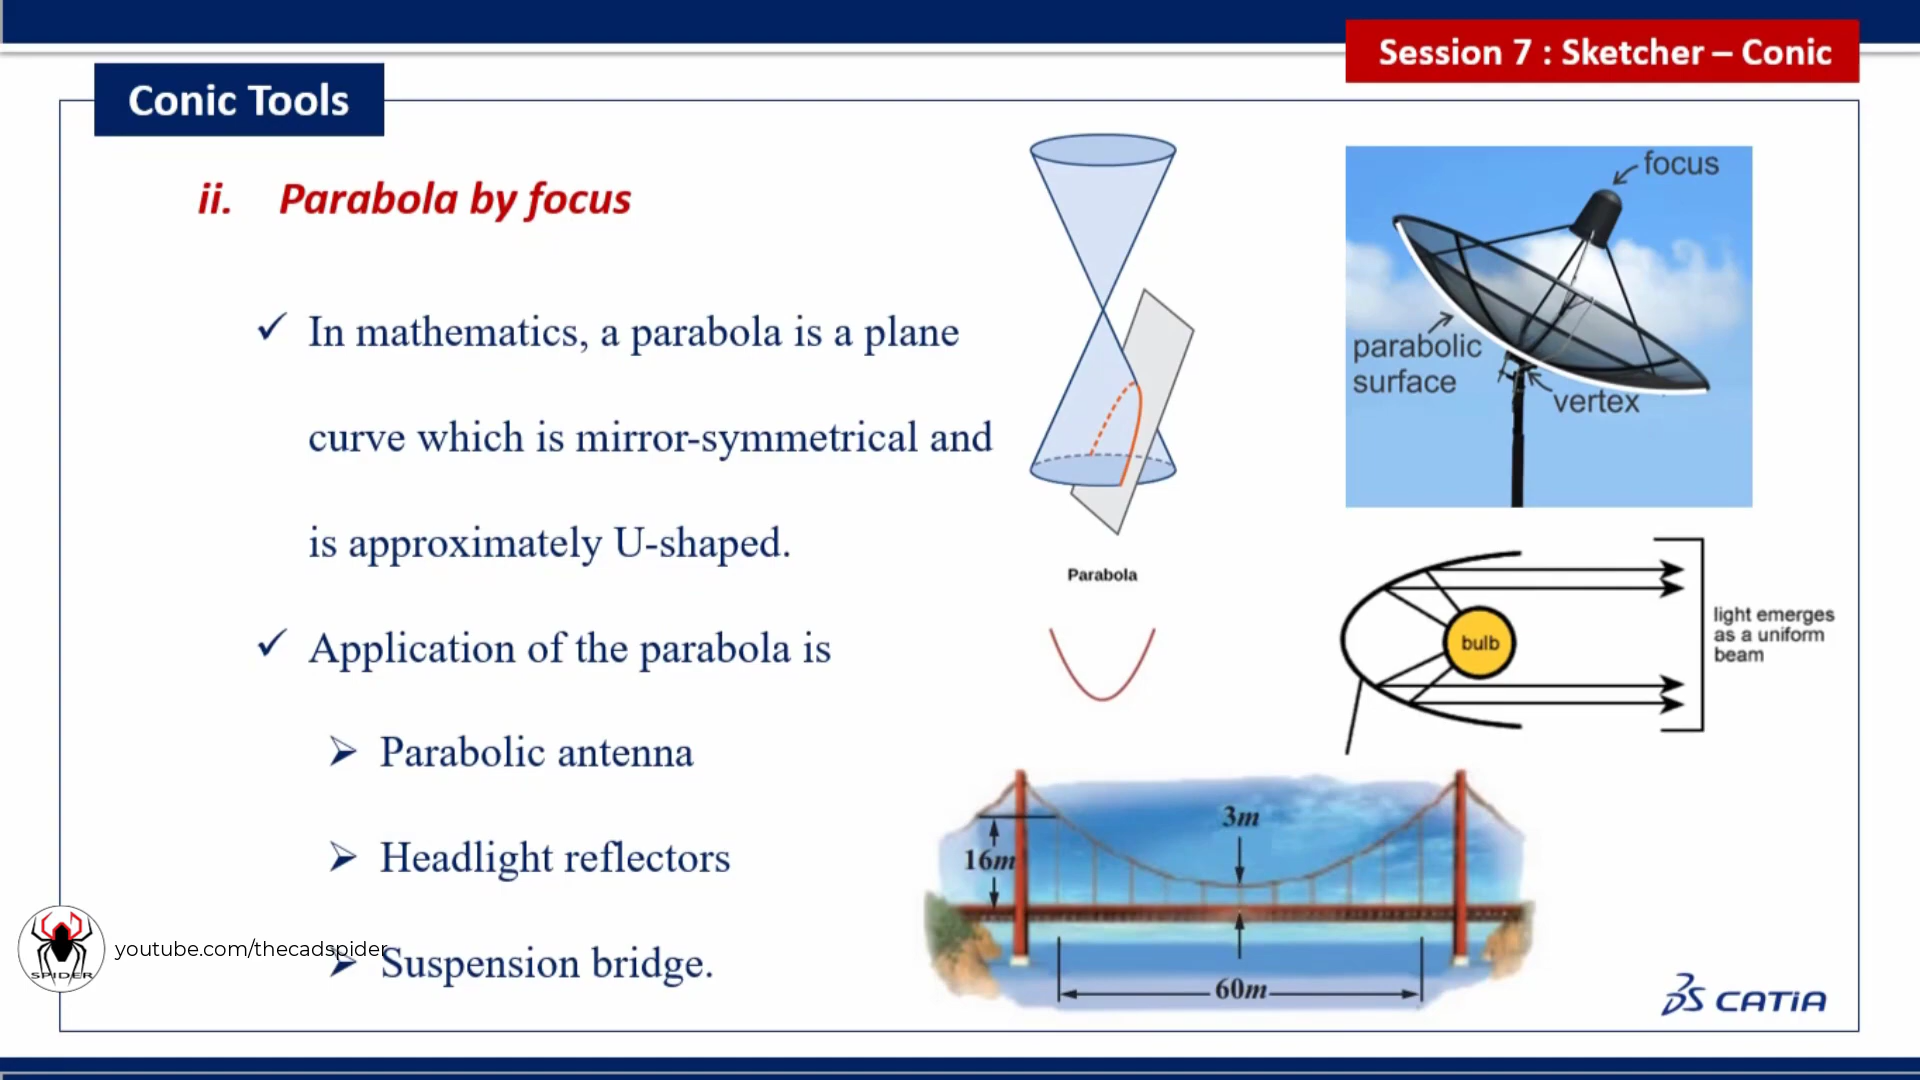 Session 7 : Sketcher – Conic
Conic Tools
ii. Parabola by focus
✓ In mathematics, a parabola is a plane
curve which is mirror-symmetrical and
is approximately U-shaped.
✓ Application of the parabola is
➢ Parabolic antenna
➢ Headlight reflectors
➢ Suspension bridge.
Parabola
focus
parabolic
surface
vertex
bulb
light emerges
as a uniform
beam
3m
16m
60m
SPIDER
youtube.com/thecadspider
3DS CATIA